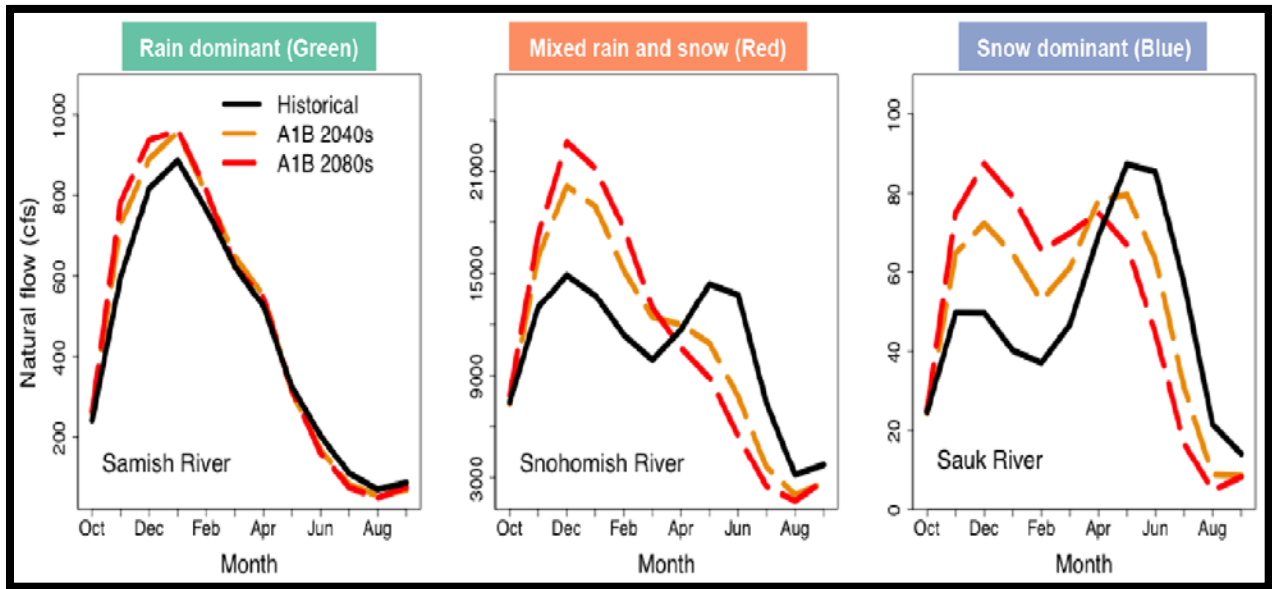 Rain dominant (Green)
Mixed rain and snow (Red)
Snow dominant (Blue)
Historical
A1B 2040s
A1B 2080s
Natural flow (cfs)
1000
800
600
400
200
Samish River
Oct Dec Feb Apr Jun Aug
Month
21000
15000
9000
3000
Snohomish River
Oct Dec Feb Apr Jun Aug
Month
100
80
60
40
20
0
Sauk River
Oct Dec Feb Apr Jun Aug
Month